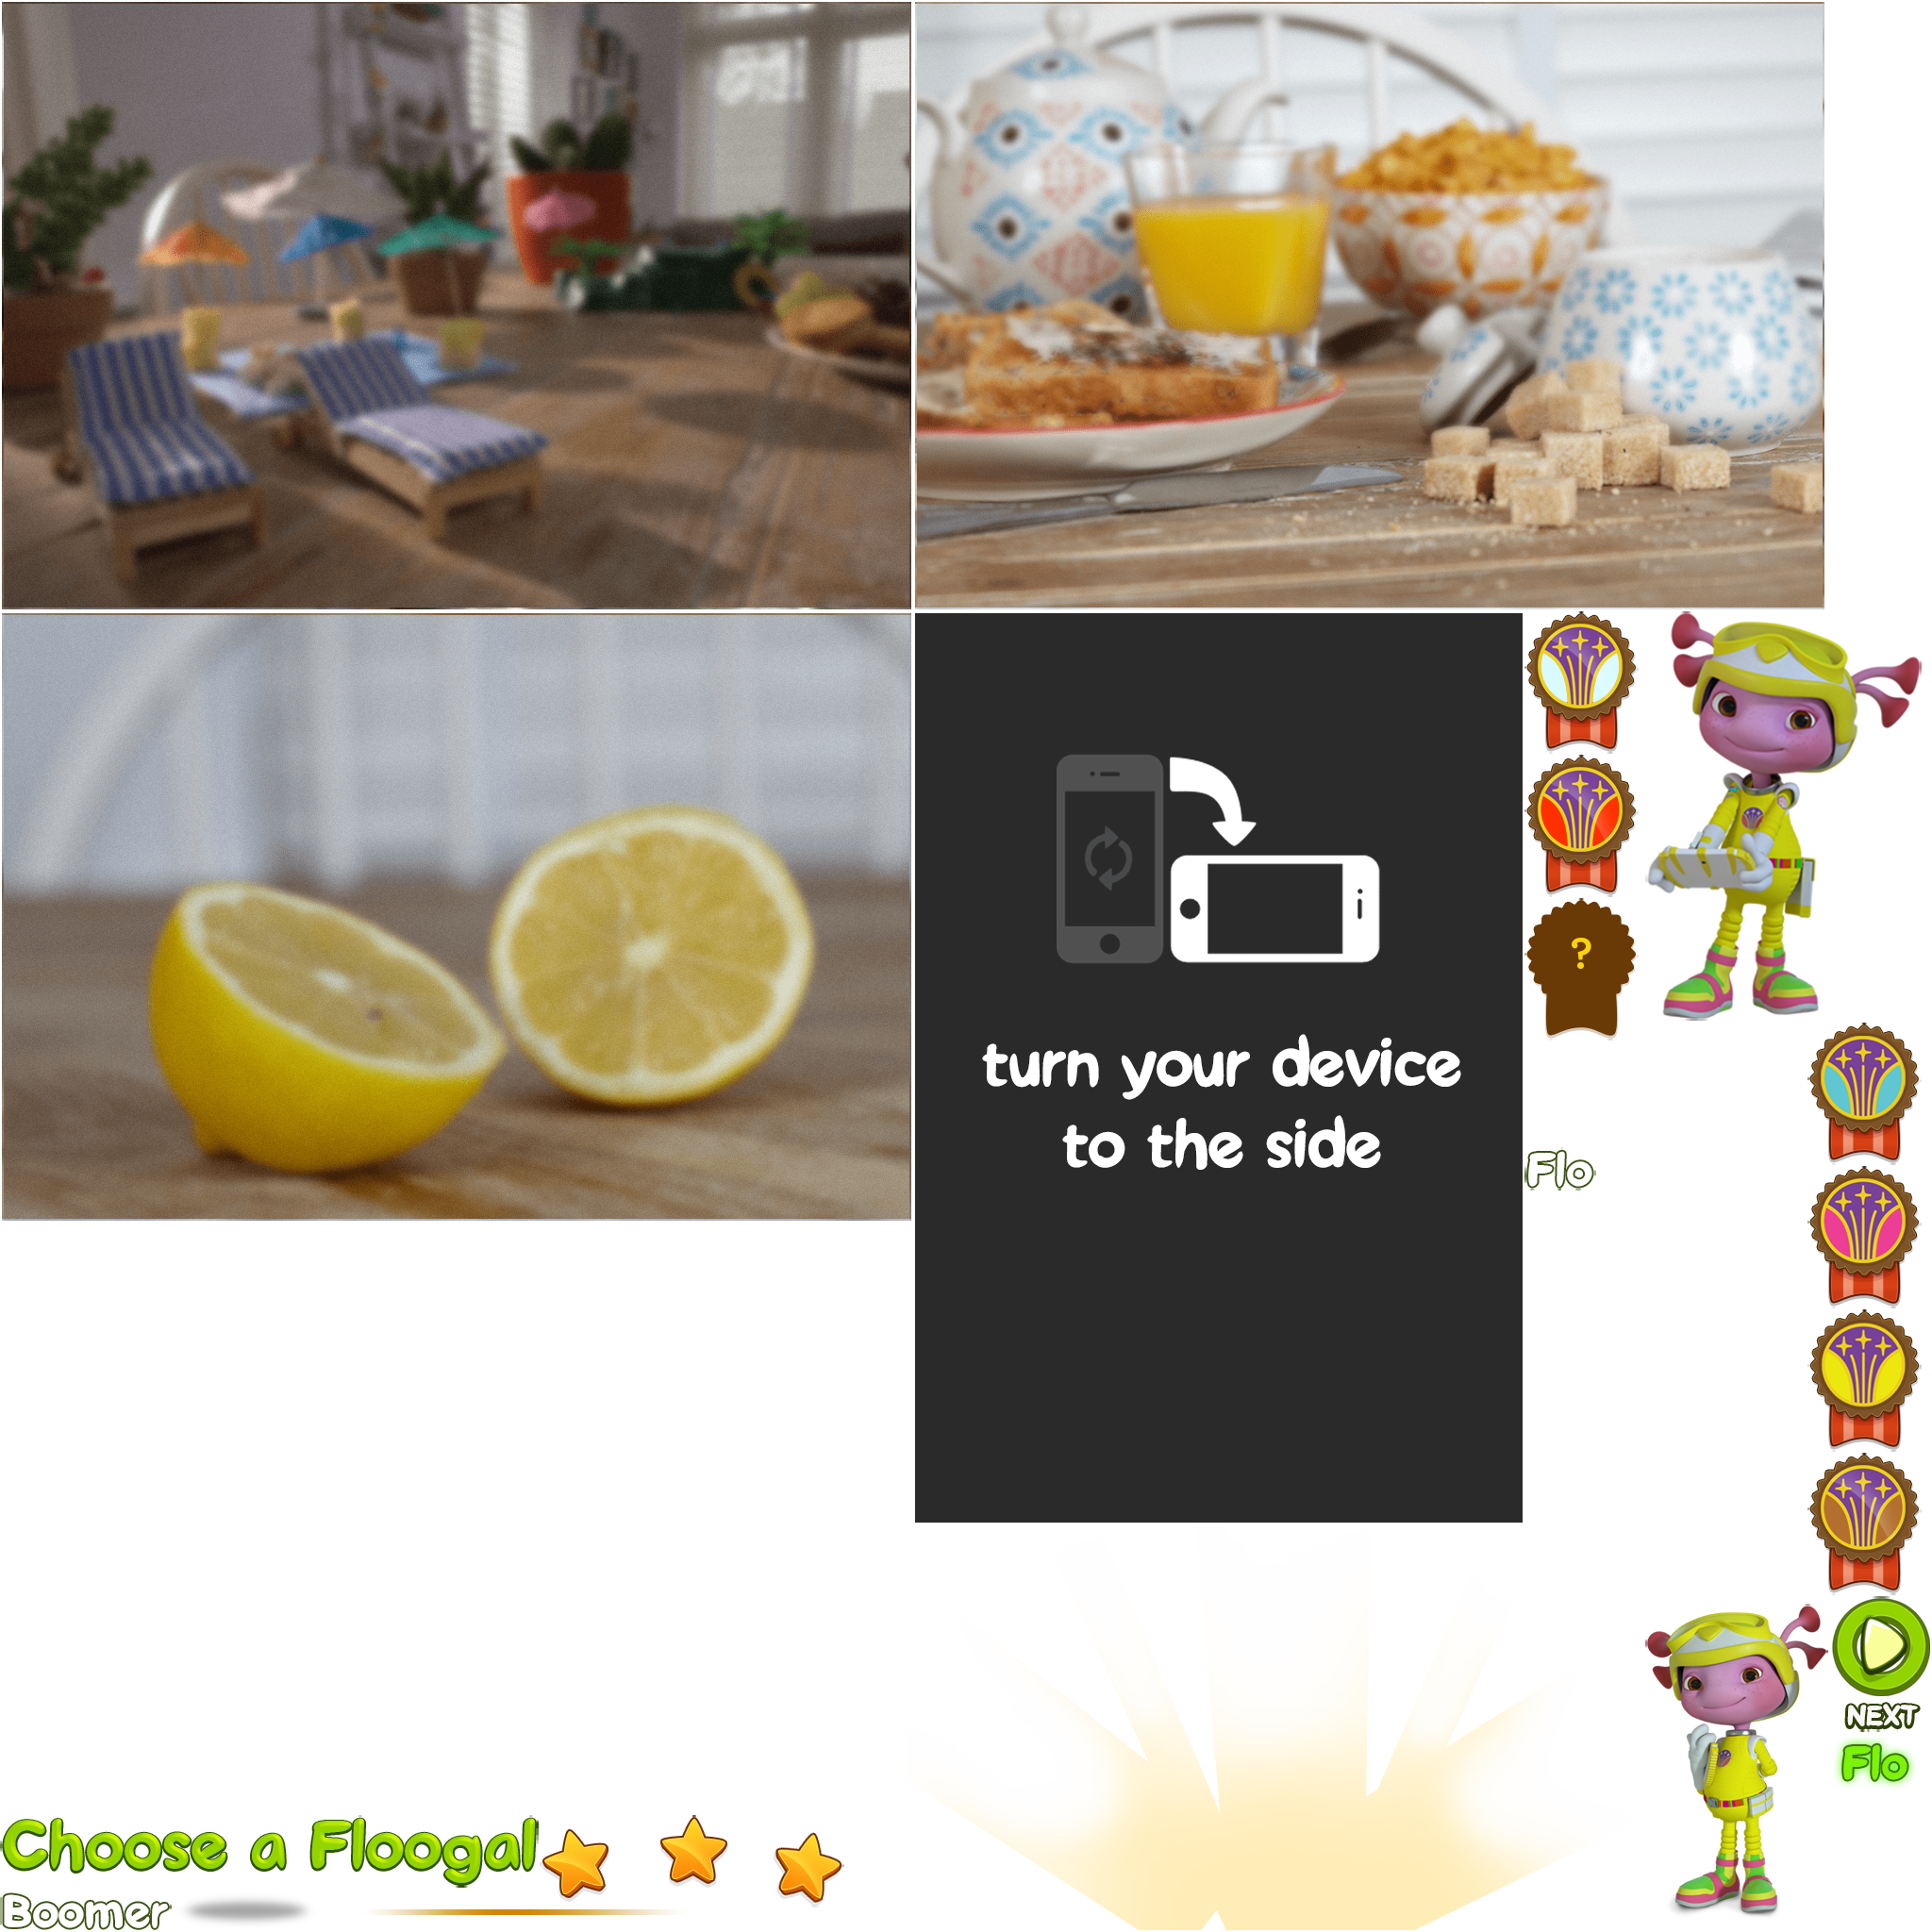 ?
turn your device
to the side
Flo
NEXT
Flo
Choose a Floogal
Boomer